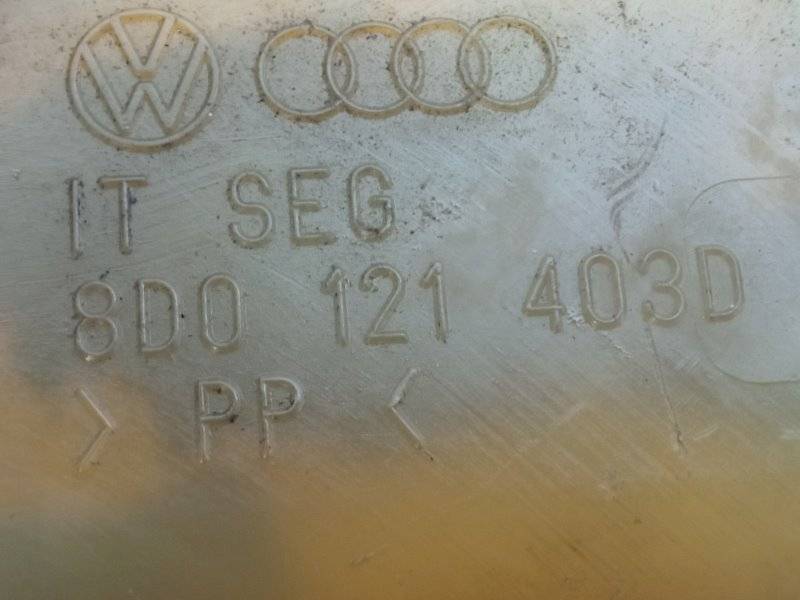 IT SEG
8D0 121 403D
> PP <